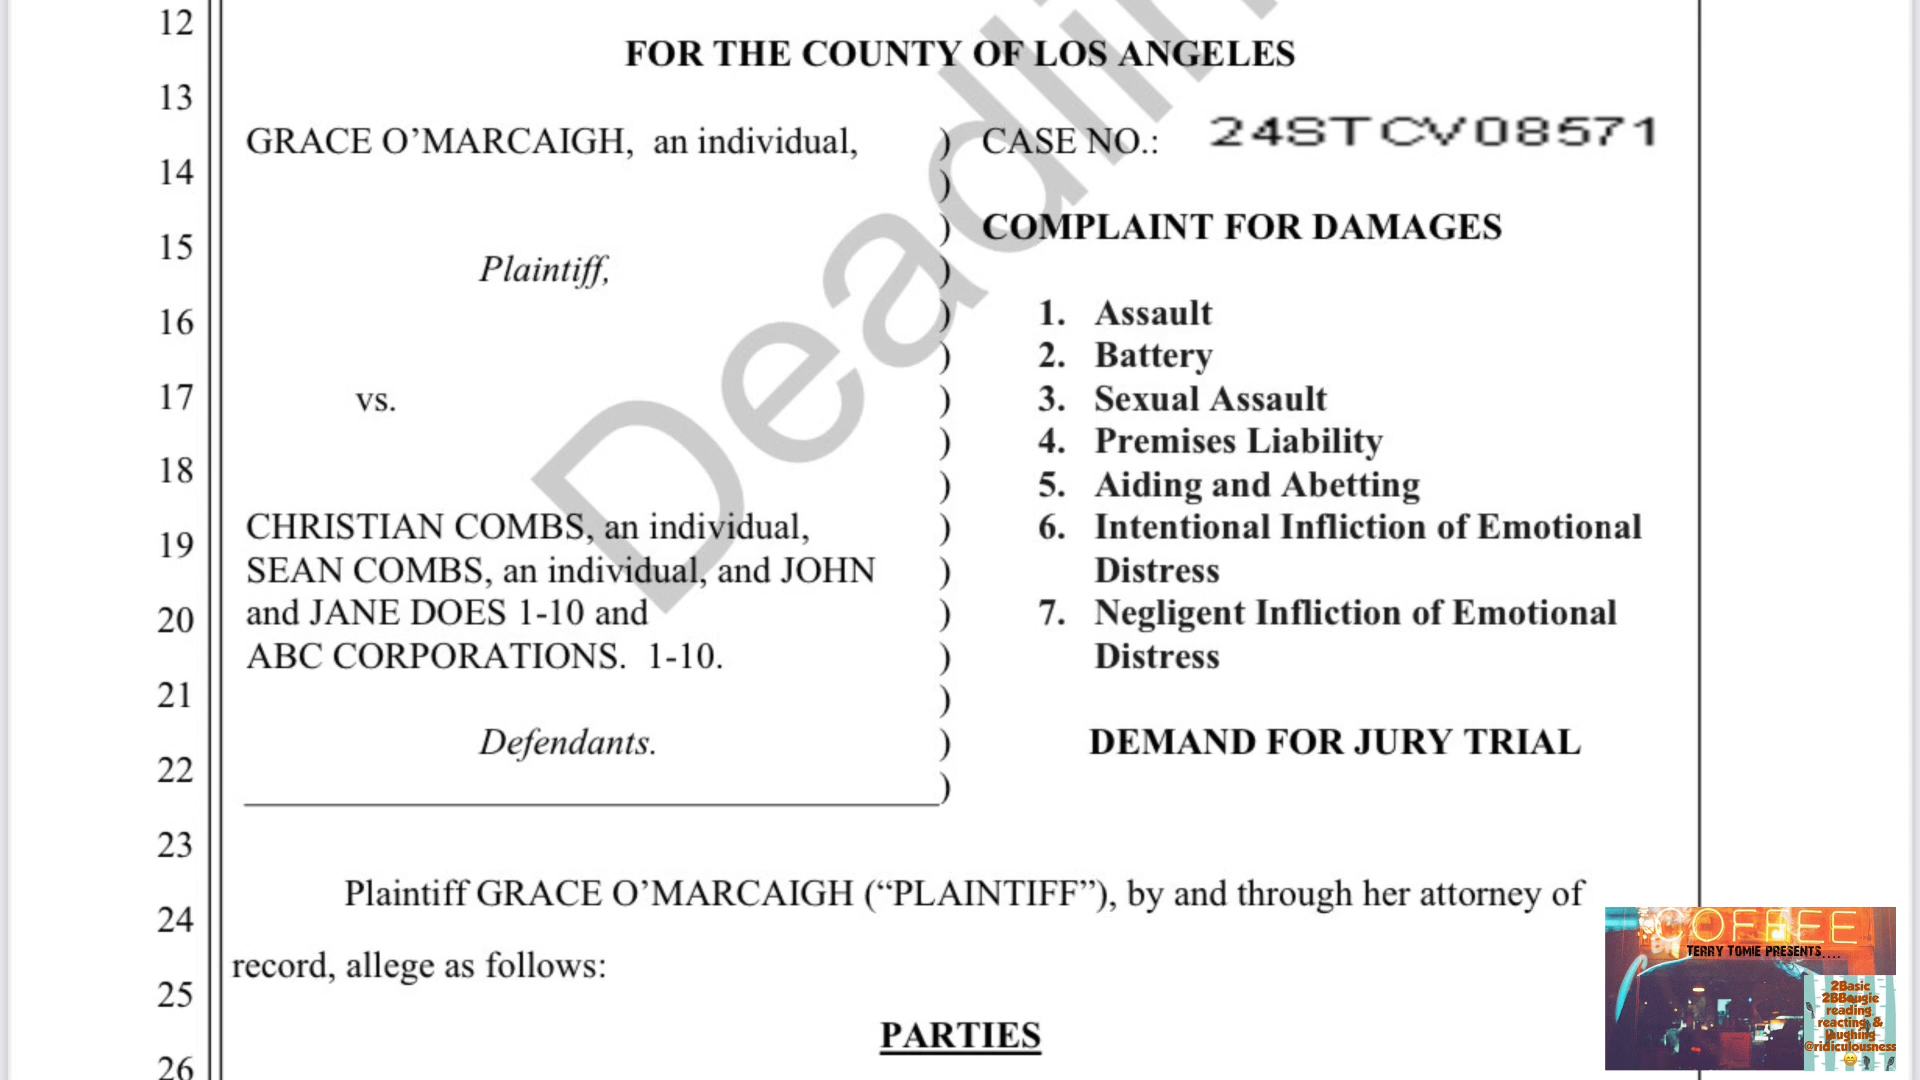 12
FOR THE COUNTY OF LOS ANGELES
13
GRACE O’MARCAIGH, an individual, ) CASE NO.: 24STCV08571
14 )
) COMPLAINT FOR DAMAGES
15
Plaintiff, )
16 ) 1. Assault
) 2. Battery
17 vs. ) 3. Sexual Assault
) 4. Premises Liability
18 ) 5. Aiding and Abetting
19 CHRISTIAN COMBS, an individual, ) 6. Intentional Infliction of Emotional
SEAN COMBS, an individual, and JOHN ) Distress
20 and JANE DOES 1-10 and ) 7. Negligent Infliction of Emotional
ABC CORPORATIONS. 1-10. ) Distress
21 )
Defendants. ) DEMAND FOR JURY TRIAL
22 )
23
Plaintiff GRACE O’MARCAIGH (“PLAINTIFF”), by and through her attorney of
24
record, allege as follows:
25
PARTIES
26
Deadlin
COFFEE
TERRY TOMIE PRESENTS....
2Basic
2BBougie
reading
reacting &
laughing
@ridiculousness